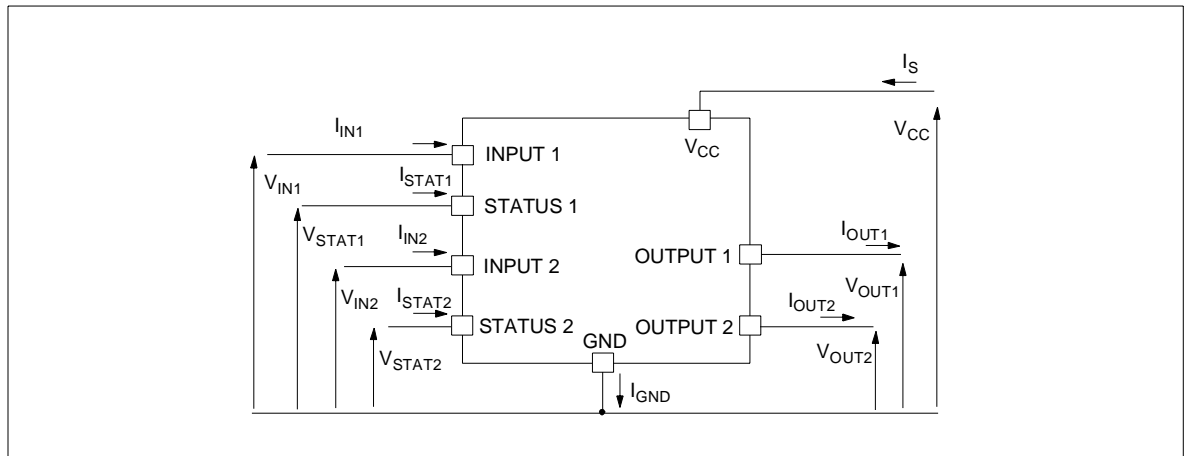 I_S
V_CC
V_CC
I_IN1
INPUT 1
V_IN1
I_STAT1
STATUS 1
V_STAT1
I_IN2
INPUT 2
V_IN2
I_STAT2
STATUS 2
V_STAT2
OUTPUT 1
I_OUT1
V_OUT1
OUTPUT 2
I_OUT2
V_OUT2
GND
I_GND